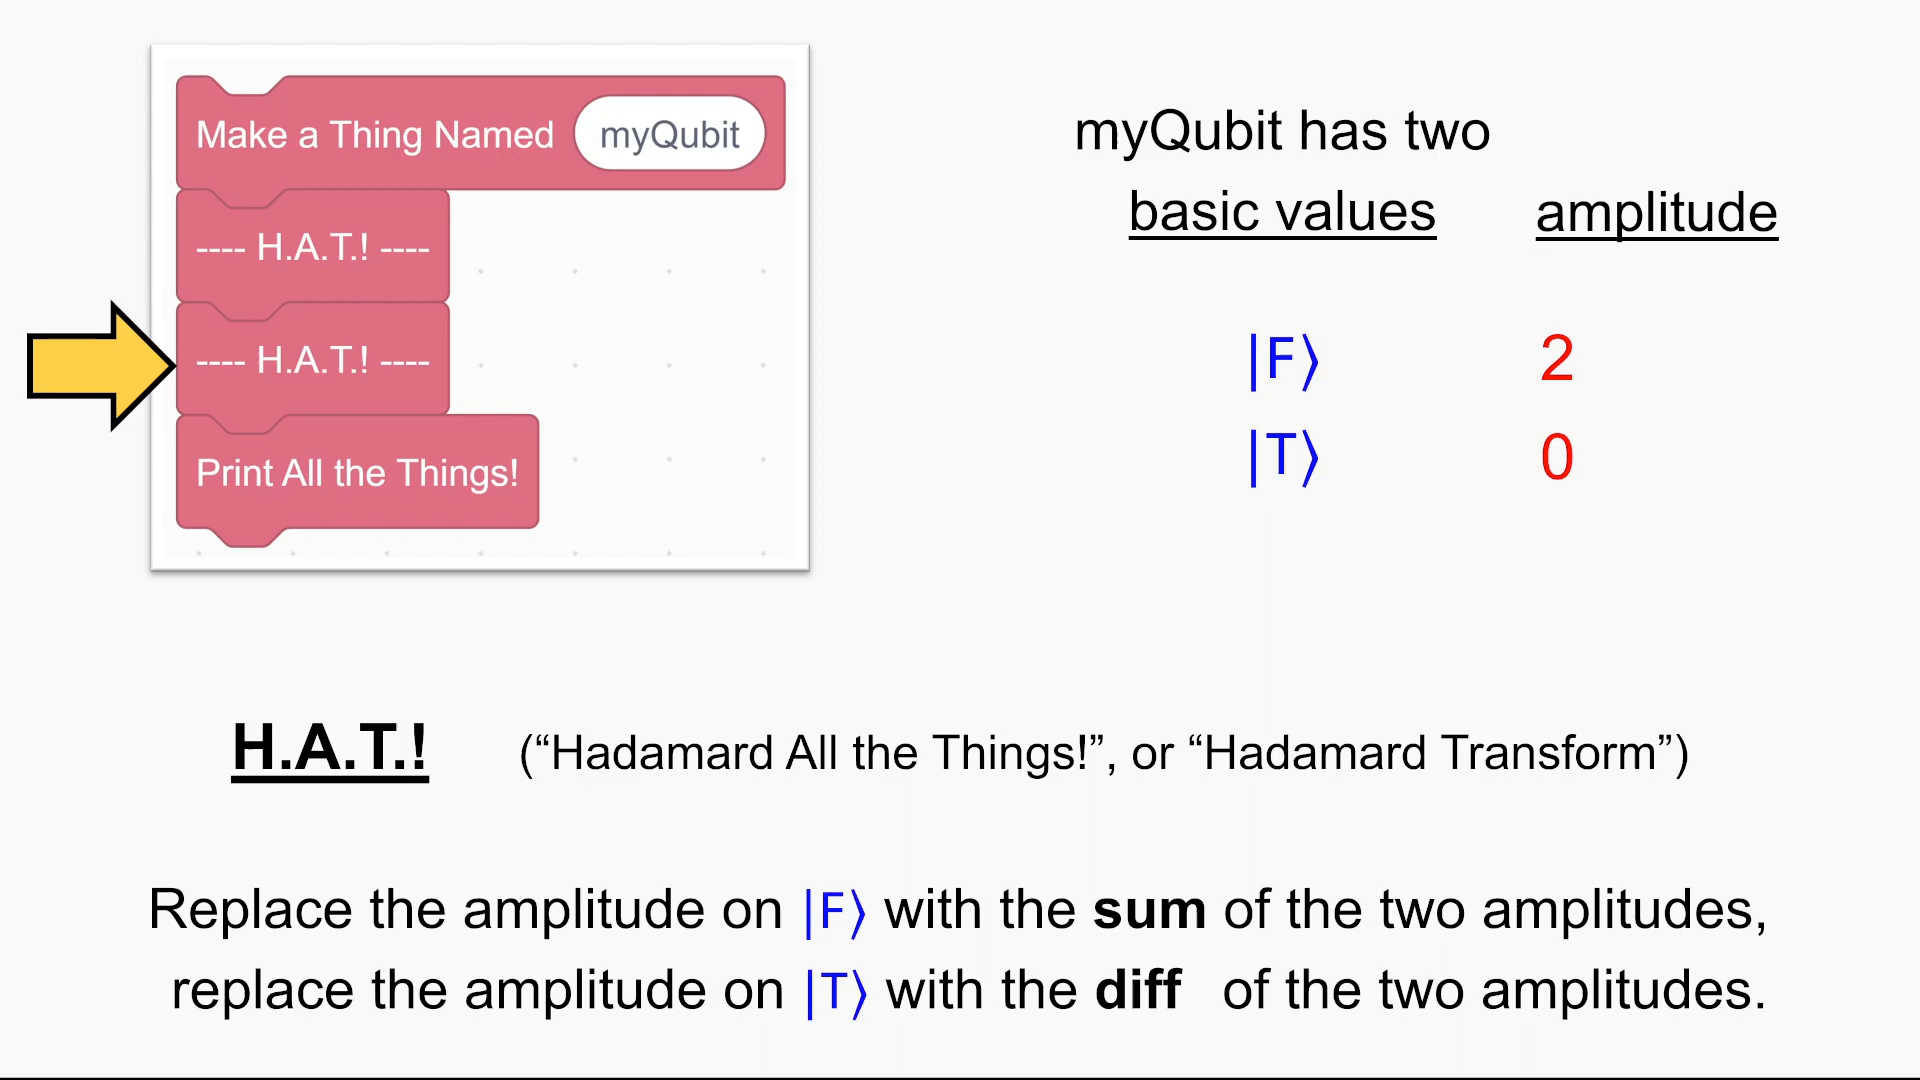 Make a Thing Named myQubit
---- H.A.T.! ----
---- H.A.T.! ----
Print All the Things!
myQubit has two
basic values amplitude
|F⟩ 2
|T⟩ 0
H.A.T.! (“Hadamard All the Things!”, or “Hadamard Transform”)
Replace the amplitude on |F⟩ with the sum of the two amplitudes,
replace the amplitude on |T⟩ with the diff of the two amplitudes.